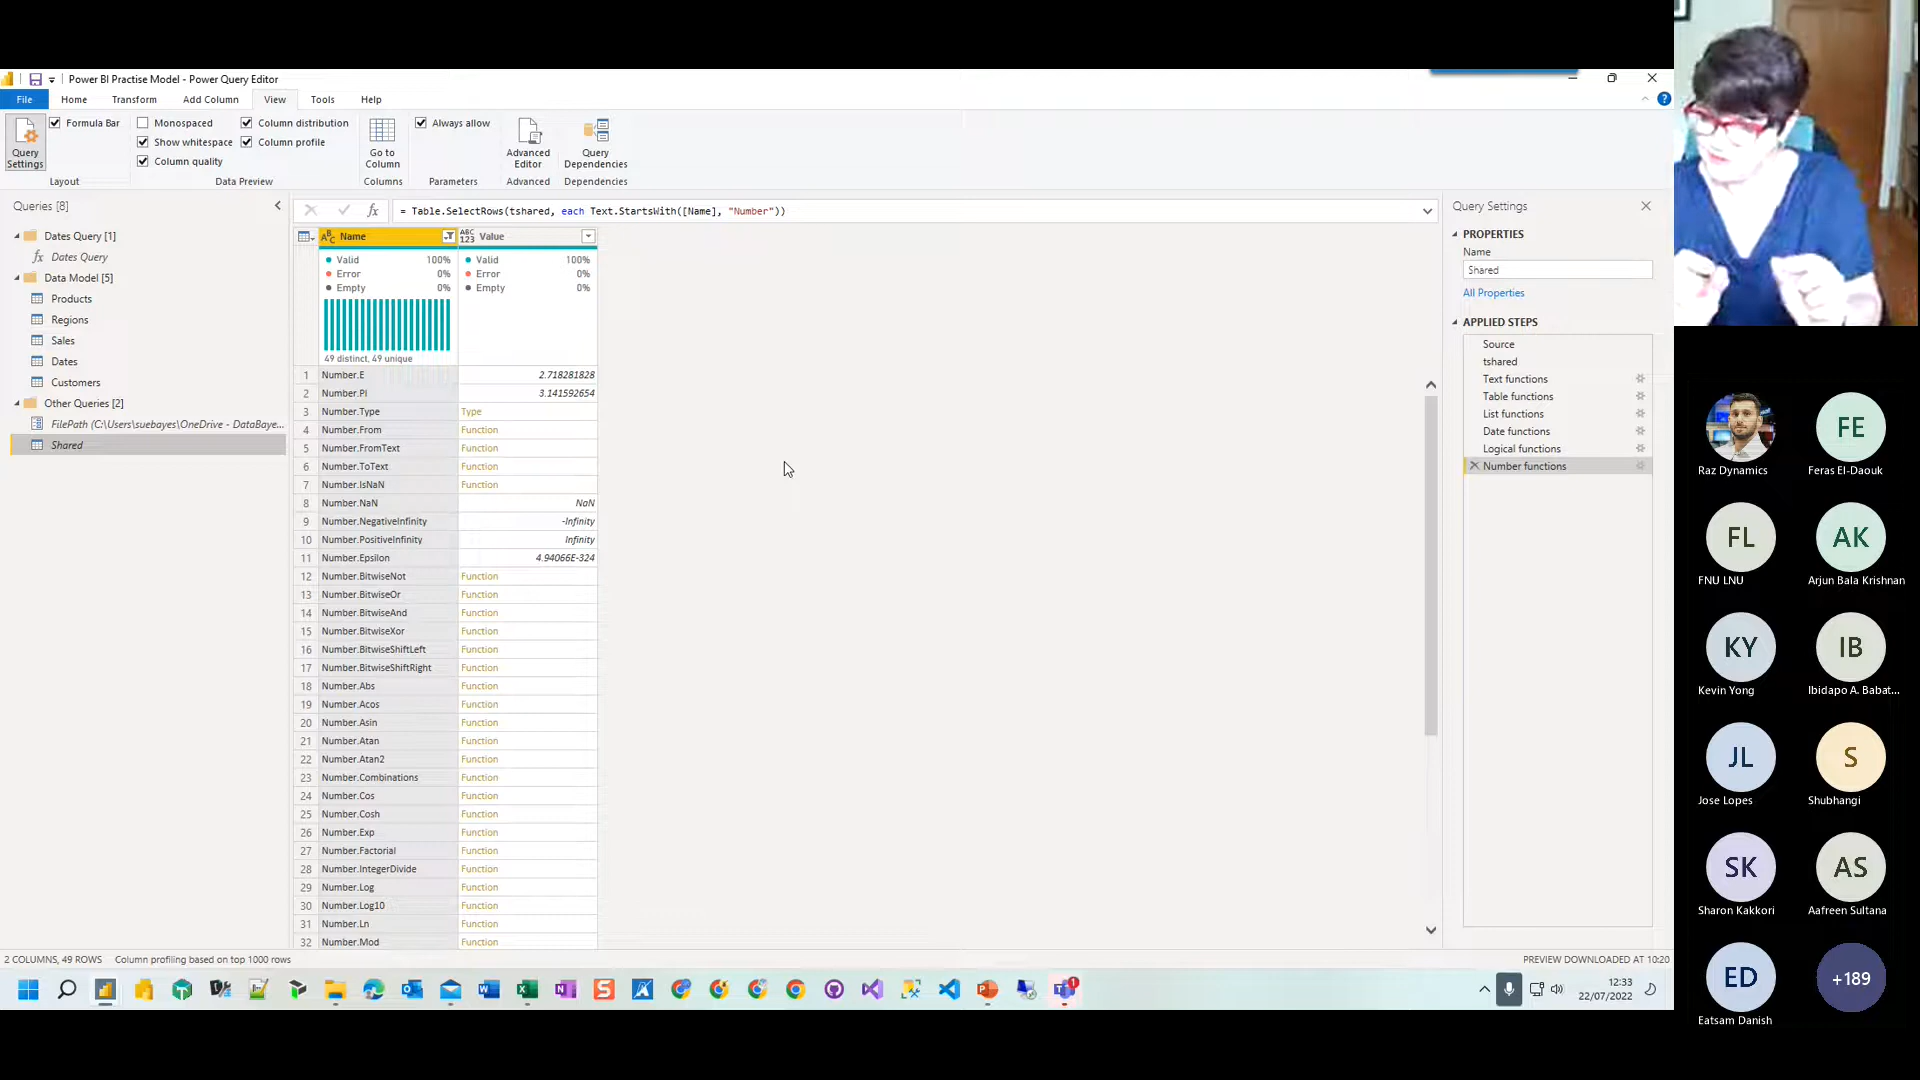 Power BI Practise Model - Power Query Editor
File Home Transform Add Column View Tools Help
Query Settings
Formula Bar
Layout
Monospaced
Show whitespace
Column quality
Column distribution
Column profile
Data Preview
Go to Column
Columns
Always allow
Parameters
Advanced Editor
Advanced
Query Dependencies
Dependencies
Queries [8]
Dates Query [1]
fx Dates Query
Data Model [5]
Products
Regions
Sales
Dates
Customers
Other Queries [2]
FilePath (C:\Users\suebayes\OneDrive - DataBaye...
Shared
fx = Table.SelectRows(tshared, each Text.StartsWith([Name], "Number"))
ABC Name ABC123 Value
Valid 100% Valid 100%
Error 0% Error 0%
Empty 0% Empty 0%
49 distinct, 49 unique
1 Number.E 2.718281828
2 Number.PI 3.141592654
3 Number.Type Type
4 Number.From Function
5 Number.FromText Function
6 Number.ToText Function
7 Number.IsNaN Function
8 Number.NaN NaN
9 Number.NegativeInfinity -Infinity
10 Number.PositiveInfinity Infinity
11 Number.Epsilon 4.94066E-324
12 Number.BitwiseNot Function
13 Number.BitwiseOr Function
14 Number.BitwiseAnd Function
15 Number.BitwiseXor Function
16 Number.BitwiseShiftLeft Function
17 Number.BitwiseShiftRight Function
18 Number.Abs Function
19 Number.Acos Function
20 Number.Asin Function
21 Number.Atan Function
22 Number.Atan2 Function
23 Number.Combinations Function
24 Number.Cos Function
25 Number.Cosh Function
26 Number.Exp Function
27 Number.Factorial Function
28 Number.IntegerDivide Function
29 Number.Log Function
30 Number.Log10 Function
31 Number.Ln Function
32 Number.Mod Function
Query Settings
PROPERTIES
Name
Shared
All Properties
APPLIED STEPS
Source
tshared
Text functions
Table functions
List functions
Date functions
Logical functions
Number functions
2 COLUMNS, 49 ROWS Column profiling based on top 1000 rows
PREVIEW DOWNLOADED AT 10:20
12:33
22/07/2022
FE
Raz Dynamics Feras El-Daouk
FL AK
FNU LNU Arjun Bala Krishnan
KY IB
Kevin Yong Ibidapo A. Babat...
JL S
Jose Lopes Shubhangi
SK AS
Sharon Kakkori Aafreen Sultana
ED +189
Eatsam Danish